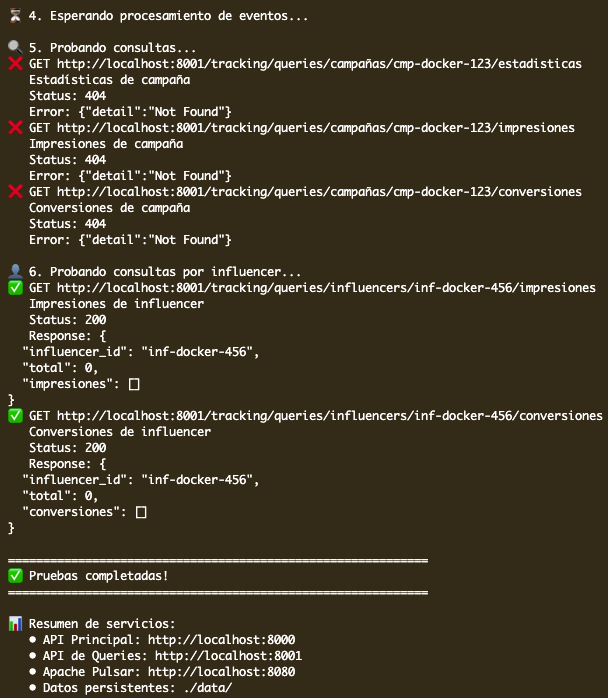 ⏳ 4. Esperando procesamiento de eventos...
🔍 5. Probando consultas...
❌ GET http://localhost:8001/tracking/queries/campañas/cmp-docker-123/estadisticas
Estadísticas de campaña
Status: 404
Error: {"detail":"Not Found"}
❌ GET http://localhost:8001/tracking/queries/campañas/cmp-docker-123/impresiones
Impresiones de campaña
Status: 404
Error: {"detail":"Not Found"}
❌ GET http://localhost:8001/tracking/queries/campañas/cmp-docker-123/conversiones
Conversiones de campaña
Status: 404
Error: {"detail":"Not Found"}
👤 6. Probando consultas por influencer...
✅ GET http://localhost:8001/tracking/queries/influencers/inf-docker-456/impresiones
Impresiones de influencer
Status: 200
Response: {
"influencer_id": "inf-docker-456",
"total": 0,
"impresiones": []
}
✅ GET http://localhost:8001/tracking/queries/influencers/inf-docker-456/conversiones
Conversiones de influencer
Status: 200
Response: {
"influencer_id": "inf-docker-456",
"total": 0,
"conversiones": []
}
============================================================
✅ Pruebas completadas!
============================================================
📊 Resumen de servicios:
• API Principal: http://localhost:8000
• API de Queries: http://localhost:8001
• Apache Pulsar: http://localhost:8080
• Datos persistentes: ./data/